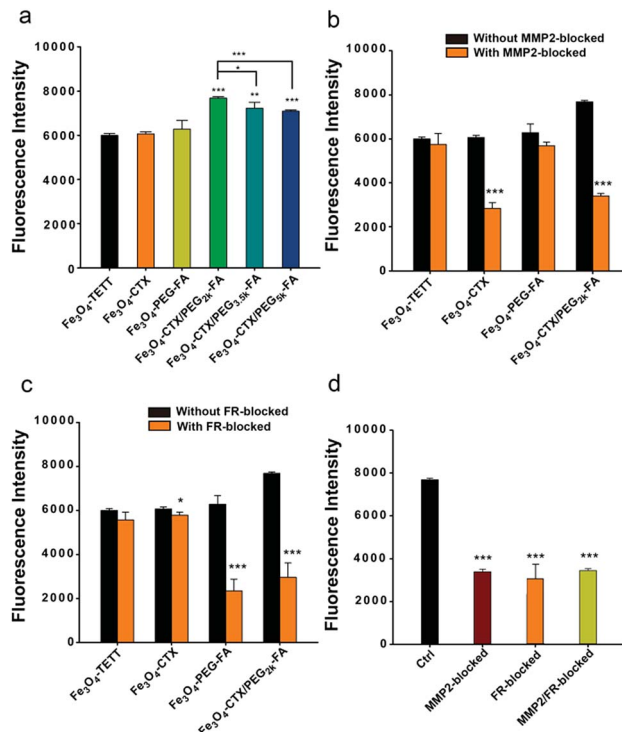 a
Fluorescence Intensity
10000
8000
6000
4000
2000
0
***
*
***
**
***
Fe₃O₄-TETT
Fe₃O₄-CTX
Fe₃O₄-PEG-FA
Fe₃O₄-CTX/PEG₂ₖ-FA
Fe₃O₄-CTX/PEG₃.₅ₖ-FA
Fe₃O₄-CTX/PEG₅ₖ-FA
b
Without MMP2-blocked
With MMP2-blocked
Fluorescence Intensity
10000
8000
6000
4000
2000
0
***
***
Fe₃O₄-TETT
Fe₃O₄-CTX
Fe₃O₄-PEG-FA
Fe₃O₄-CTX/PEG₂ₖ-FA
c
Without FR-blocked
With FR-blocked
Fluorescence Intensity
10000
8000
6000
4000
2000
0
*
***
***
Fe₃O₄-TETT
Fe₃O₄-CTX
Fe₃O₄-PEG-FA
Fe₃O₄-CTX/PEG₂ₖ-FA
d
Fluorescence Intensity
10000
8000
6000
4000
2000
0
***
***
***
Ctrl
MMP2-blocked
FR-blocked
MMP2/FR-blocked